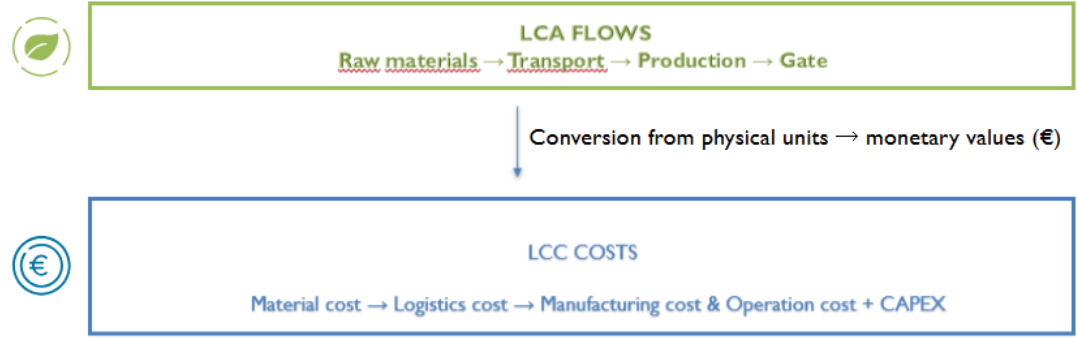 LCA FLOWS
Raw materials → Transport → Production → Gate
Conversion from physical units → monetary values (€)
€
LCC COSTS
Material cost → Logistics cost → Manufacturing cost & Operation cost + CAPEX